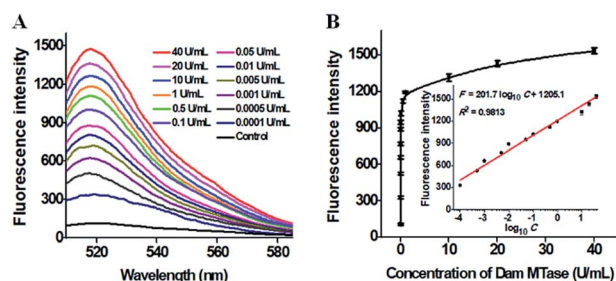 A
Fluorescence intensity
1500
1200
900
600
300
0
520
540
560
580
Wavelength (nm)
40 U/mL
20 U/mL
10 U/mL
1 U/mL
0.5 U/mL
0.1 U/mL
0.05 U/mL
0.01 U/mL
0.005 U/mL
0.001 U/mL
0.0005 U/mL
0.0001 U/mL
Control
B
Fluorescence intensity
1800
1500
1200
900
600
300
0
0
10
20
30
40
Concentration of Dam MTase (U/mL)
F = 201.7 log10 C + 1205.1
R² = 0.9813
Fluorescence intensity
1500
1200
900
600
300
0
-4
-3
-2
-1
0
1
log10 C